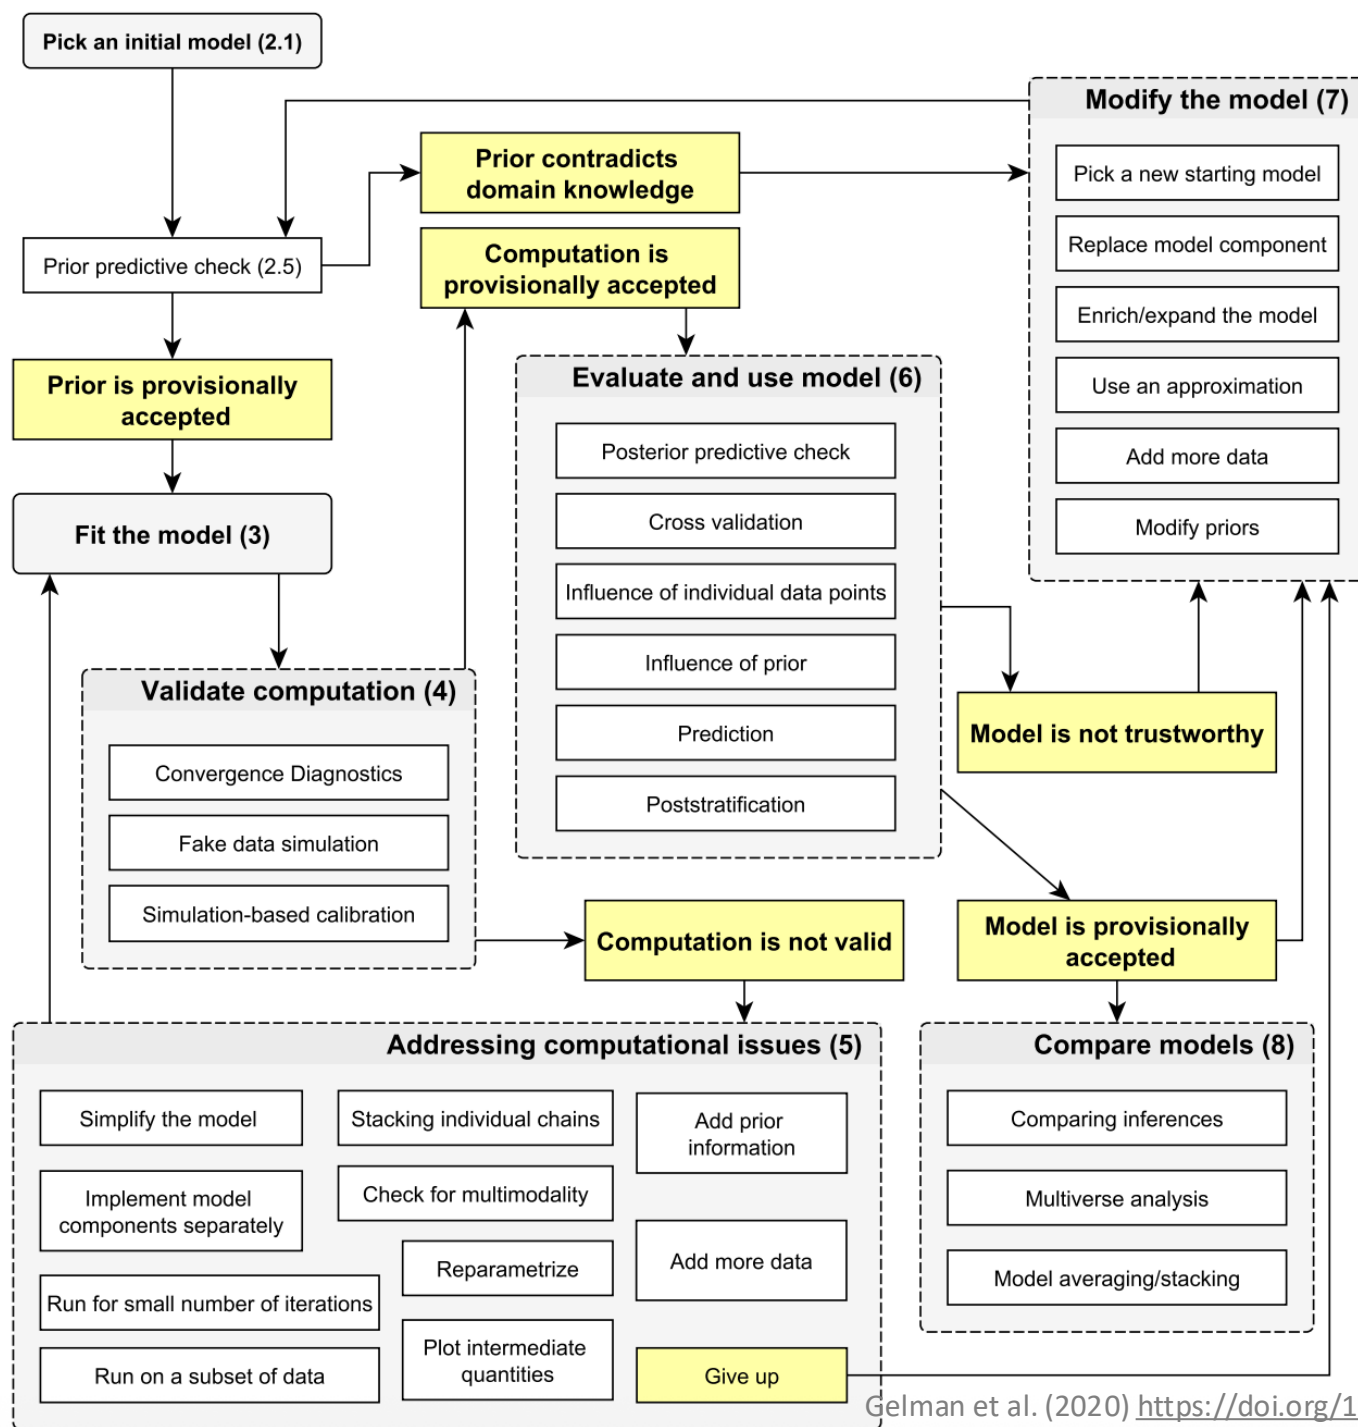 Pick an initial model (2.1)
Modify the model (7)
Pick a new starting model
Replace model component
Enrich/expand the model
Use an approximation
Add more data
Modify priors
Prior contradicts
domain knowledge
Computation is
provisionally accepted
Prior predictive check (2.5)
Prior is provisionally
accepted
Fit the model (3)
Evaluate and use model (6)
Posterior predictive check
Cross validation
Influence of individual data points
Influence of prior
Prediction
Poststratification
Validate computation (4)
Convergence Diagnostics
Fake data simulation
Simulation-based calibration
Model is not trustworthy
Computation is not valid
Model is provisionally
accepted
Addressing computational issues (5)
Simplify the model
Implement model
components separately
Run for small number of iterations
Run on a subset of data
Stacking individual chains
Check for multimodality
Reparametrize
Plot intermediate
quantities
Add prior
information
Add more data
Give up
Compare models (8)
Comparing inferences
Multiverse analysis
Model averaging/stacking
Gelman et al. (2020) https://doi.org/1